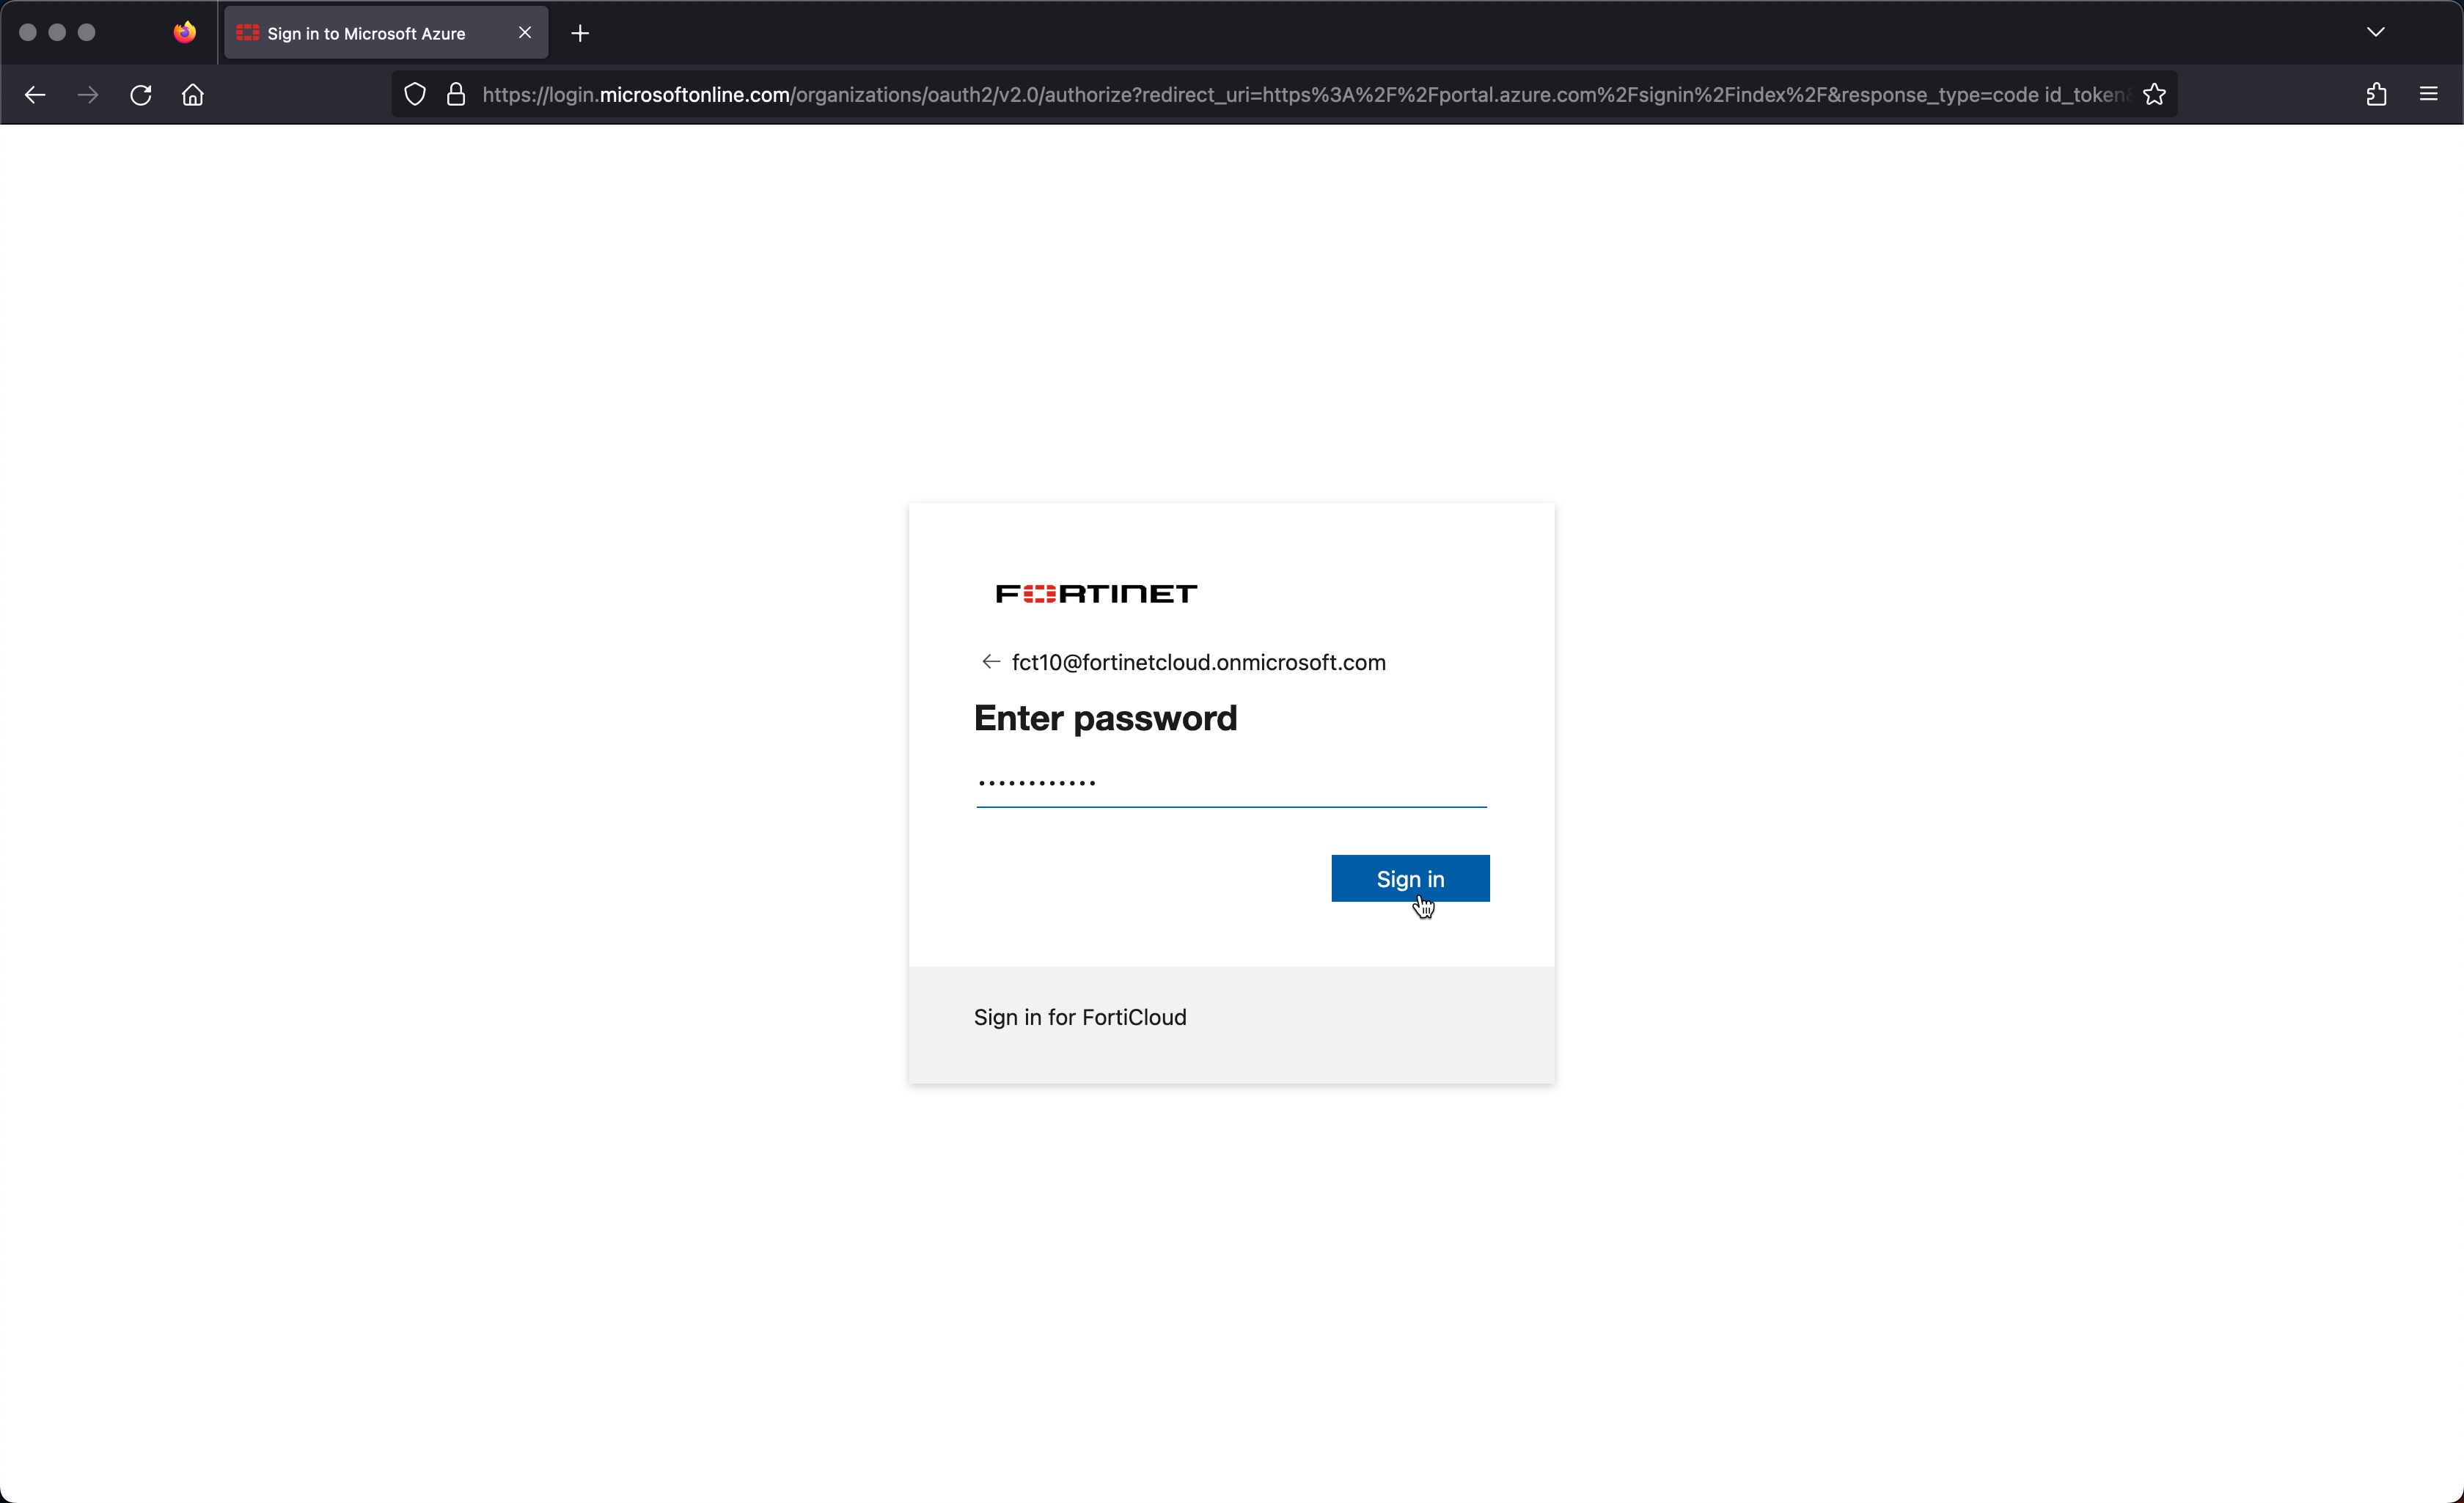 Sign in to Microsoft Azure
https://login.microsoftonline.com/organizations/oauth2/v2.0/authorize?redirect_uri=https%3A%2F%2Fportal.azure.com%2Fsignin%2Findex%2F&response_type=code id_token
FORTINET
fct10@fortinetcloud.onmicrosoft.com
Enter password
Sign in
Sign in for FortiCloud